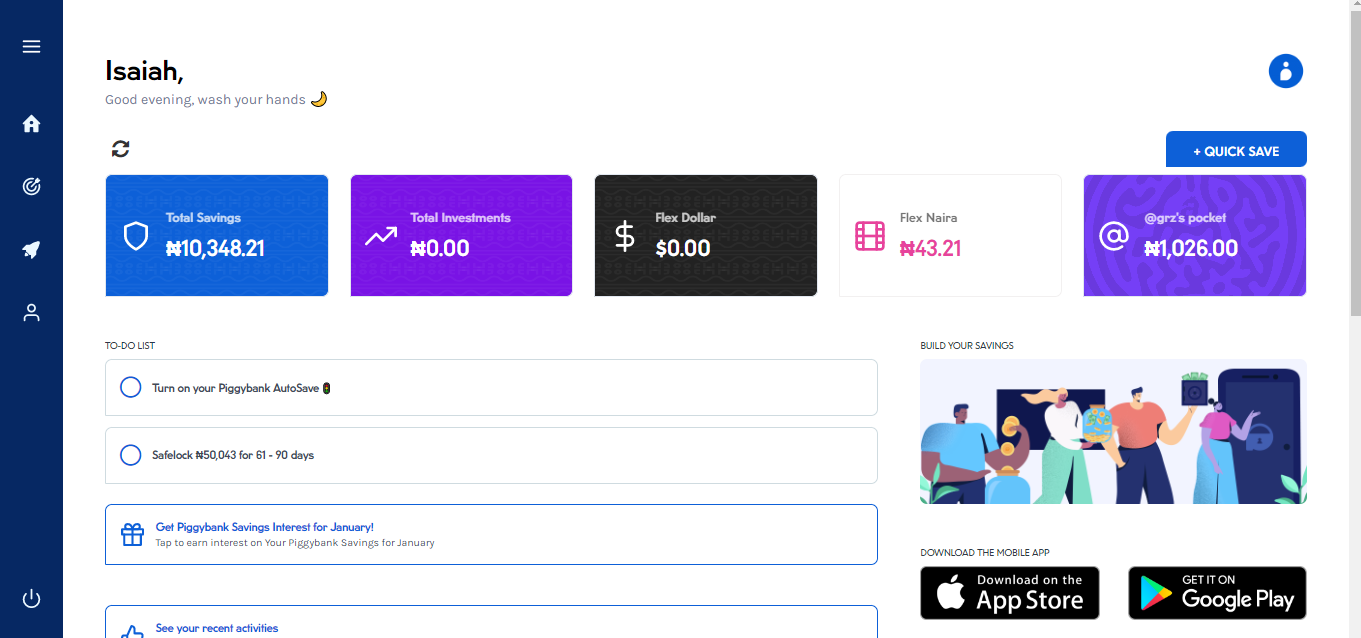 Isaiah,
Good evening, wash your hands 🌙
+ QUICK SAVE
Total Savings
₦10,348.21
Total Investments
₦0.00
Flex Dollar
$0.00
Flex Naira
₦43.21
@grz's pocket
₦1,026.00
TO-DO LIST
Turn on your Piggybank AutoSave 🚦
Safelock ₦50,043 for 61 - 90 days
Get Piggybank Savings Interest for January!
Tap to earn interest on Your Piggybank Savings for January
See your recent activities
BUILD YOUR SAVINGS
DOWNLOAD THE MOBILE APP
Download on the
App Store
GET IT ON
Google Play